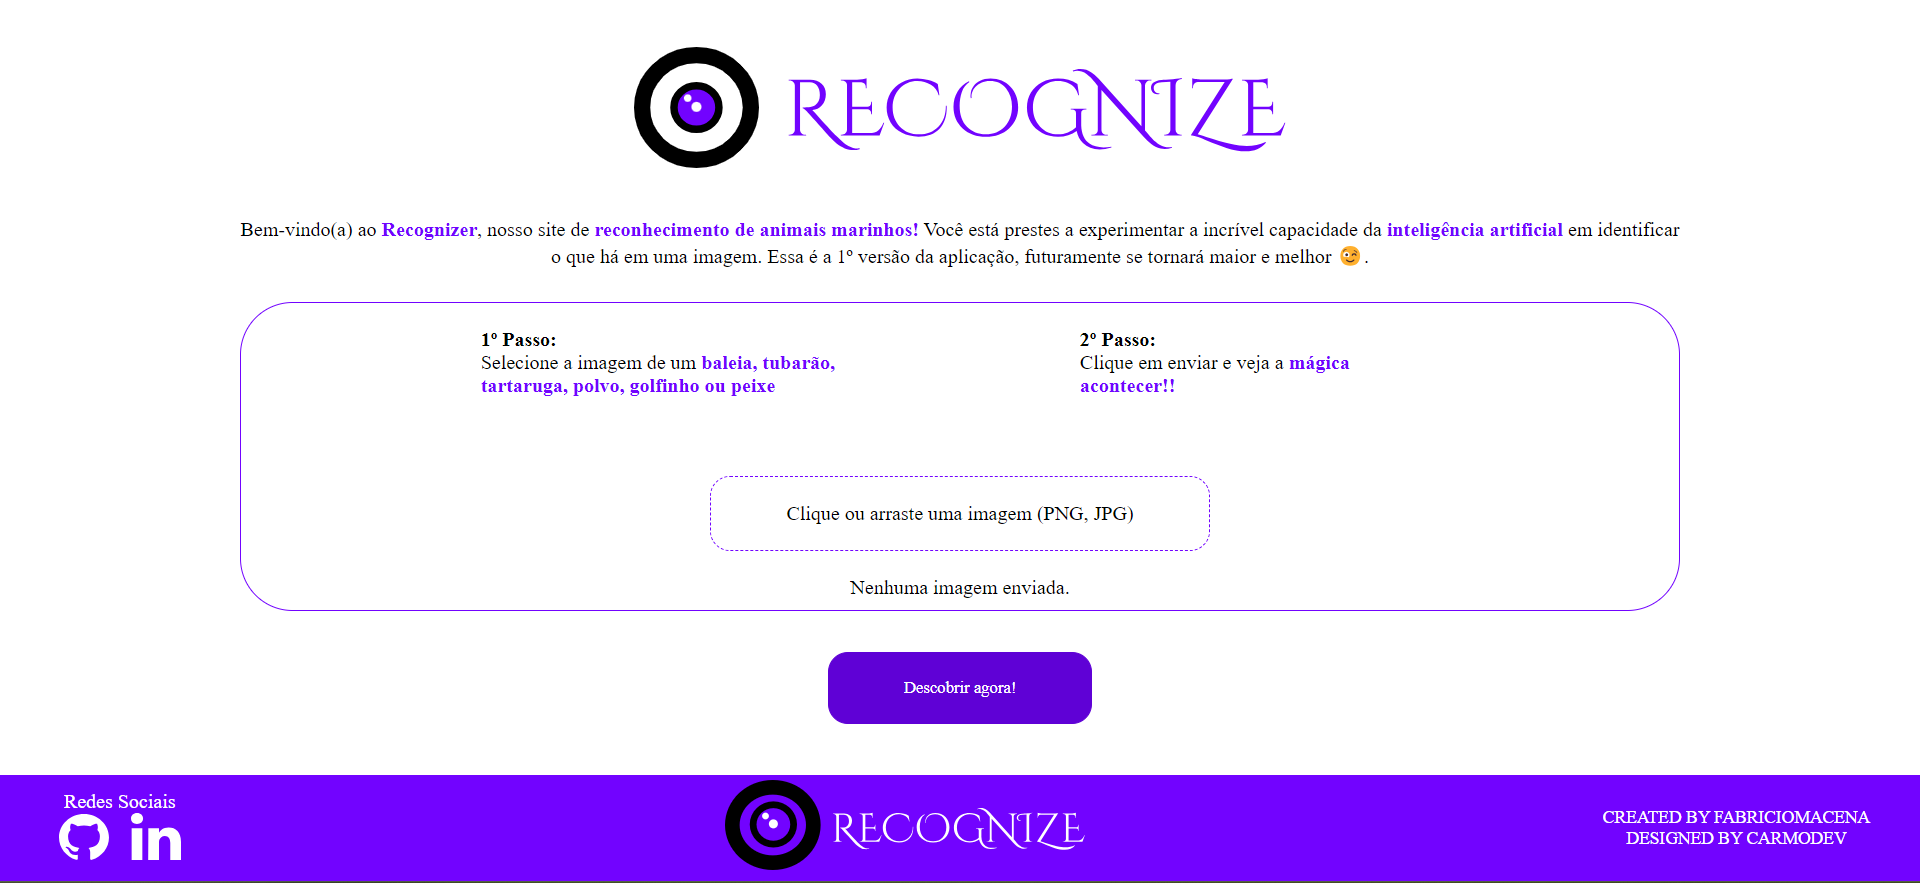 RECOGNIZE
Bem-vindo(a) ao Recognizer, nosso site de reconhecimento de animais marinhos! Você está prestes a experimentar a incrível capacidade da inteligência artificial em identificar
o que há em uma imagem. Essa é a 1º versão da aplicação, futuramente se tornará maior e melhor 😉.
1º Passo:
Selecione a imagem de um baleia, tubarão,
tartaruga, polvo, golfinho ou peixe
2º Passo:
Clique em enviar e veja a mágica
acontecer!!
Clique ou arraste uma imagem (PNG, JPG)
Nenhuma imagem enviada.
Descobrir agora!
Redes Sociais
in
RECOGNIZE
CREATED BY FABRICIOMACENA
DESIGNED BY CARMODEV